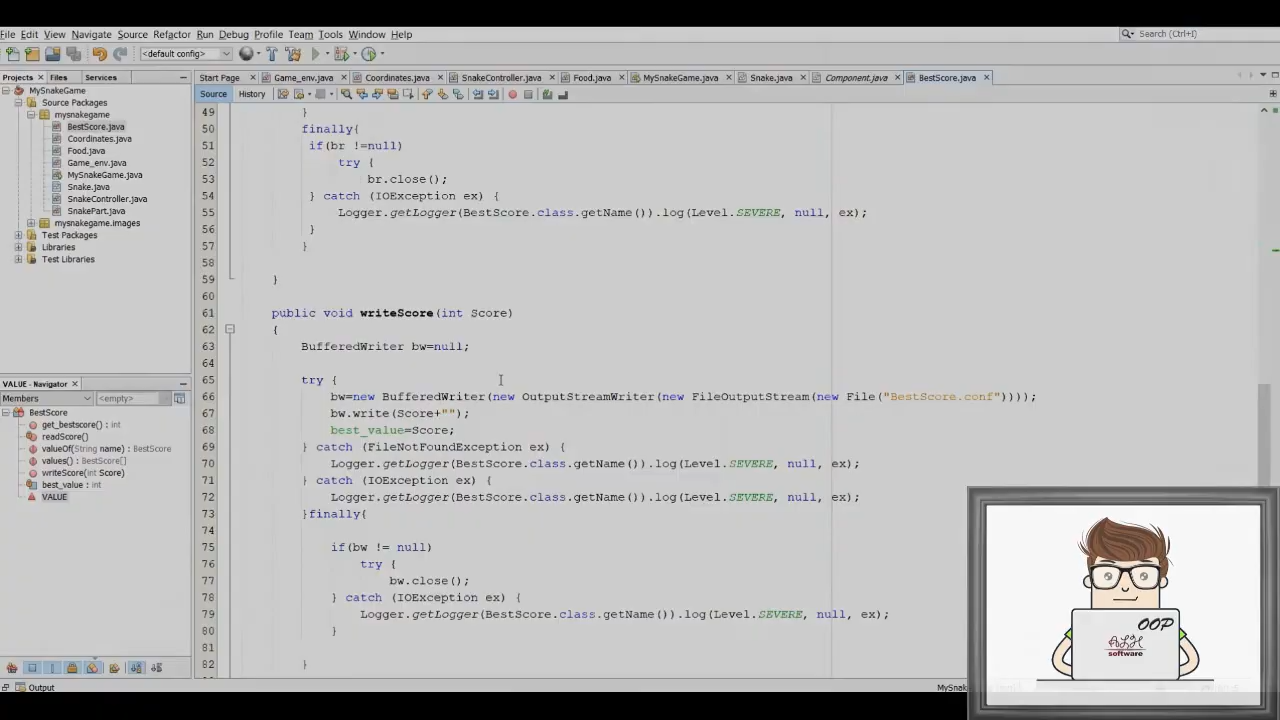 File Edit View Navigate Source Refactor Run Debug Profile Team Tools Window Help
Search (Ctrl+I)
<default config>
Projects Files Services
Start Page Game_env.java Coordinates.java SnakeController.java Food.java MySnakeGame.java Snake.java Component.java BestScore.java
Source History
MySnakeGame
Source Packages
mysnakegame
BestScore.java
Coordinates.java
Food.java
Game_env.java
MySnakeGame.java
Snake.java
SnakeController.java
SnakePart.java
mysnakegame.images
Test Packages
Libraries
Test Libraries
VALUE - Navigator
Members <empty>
BestScore
get_bestscore() : int
readScore()
valueOf(String name) : BestScore
values() : BestScore[]
writeScore(int Score)
best_value : int
VALUE
49 }
50 finally{
51 if(br !=null)
52 try {
53 br.close();
54 } catch (IOException ex) {
55 Logger.getLogger(BestScore.class.getName()).log(Level.SEVERE, null, ex);
56 }
57 }
58
59 }
60
61 public void writeScore(int Score)
62 {
63 BufferedWriter bw=null;
64
65 try {
66 bw=new BufferedWriter(new OutputStreamWriter(new FileOutputStream(new File("BestScore.conf"))));
67 bw.write(Score+"");
68 best_value=Score;
69 } catch (FileNotFoundException ex) {
70 Logger.getLogger(BestScore.class.getName()).log(Level.SEVERE, null, ex);
71 } catch (IOException ex) {
72 Logger.getLogger(BestScore.class.getName()).log(Level.SEVERE, null, ex);
73 }finally{
74
75 if(bw != null)
76 try {
77 bw.close();
78 } catch (IOException ex) {
79 Logger.getLogger(BestScore.class.getName()).log(Level.SEVERE, null, ex);
80 }
81
82 }
OOP
software
Output